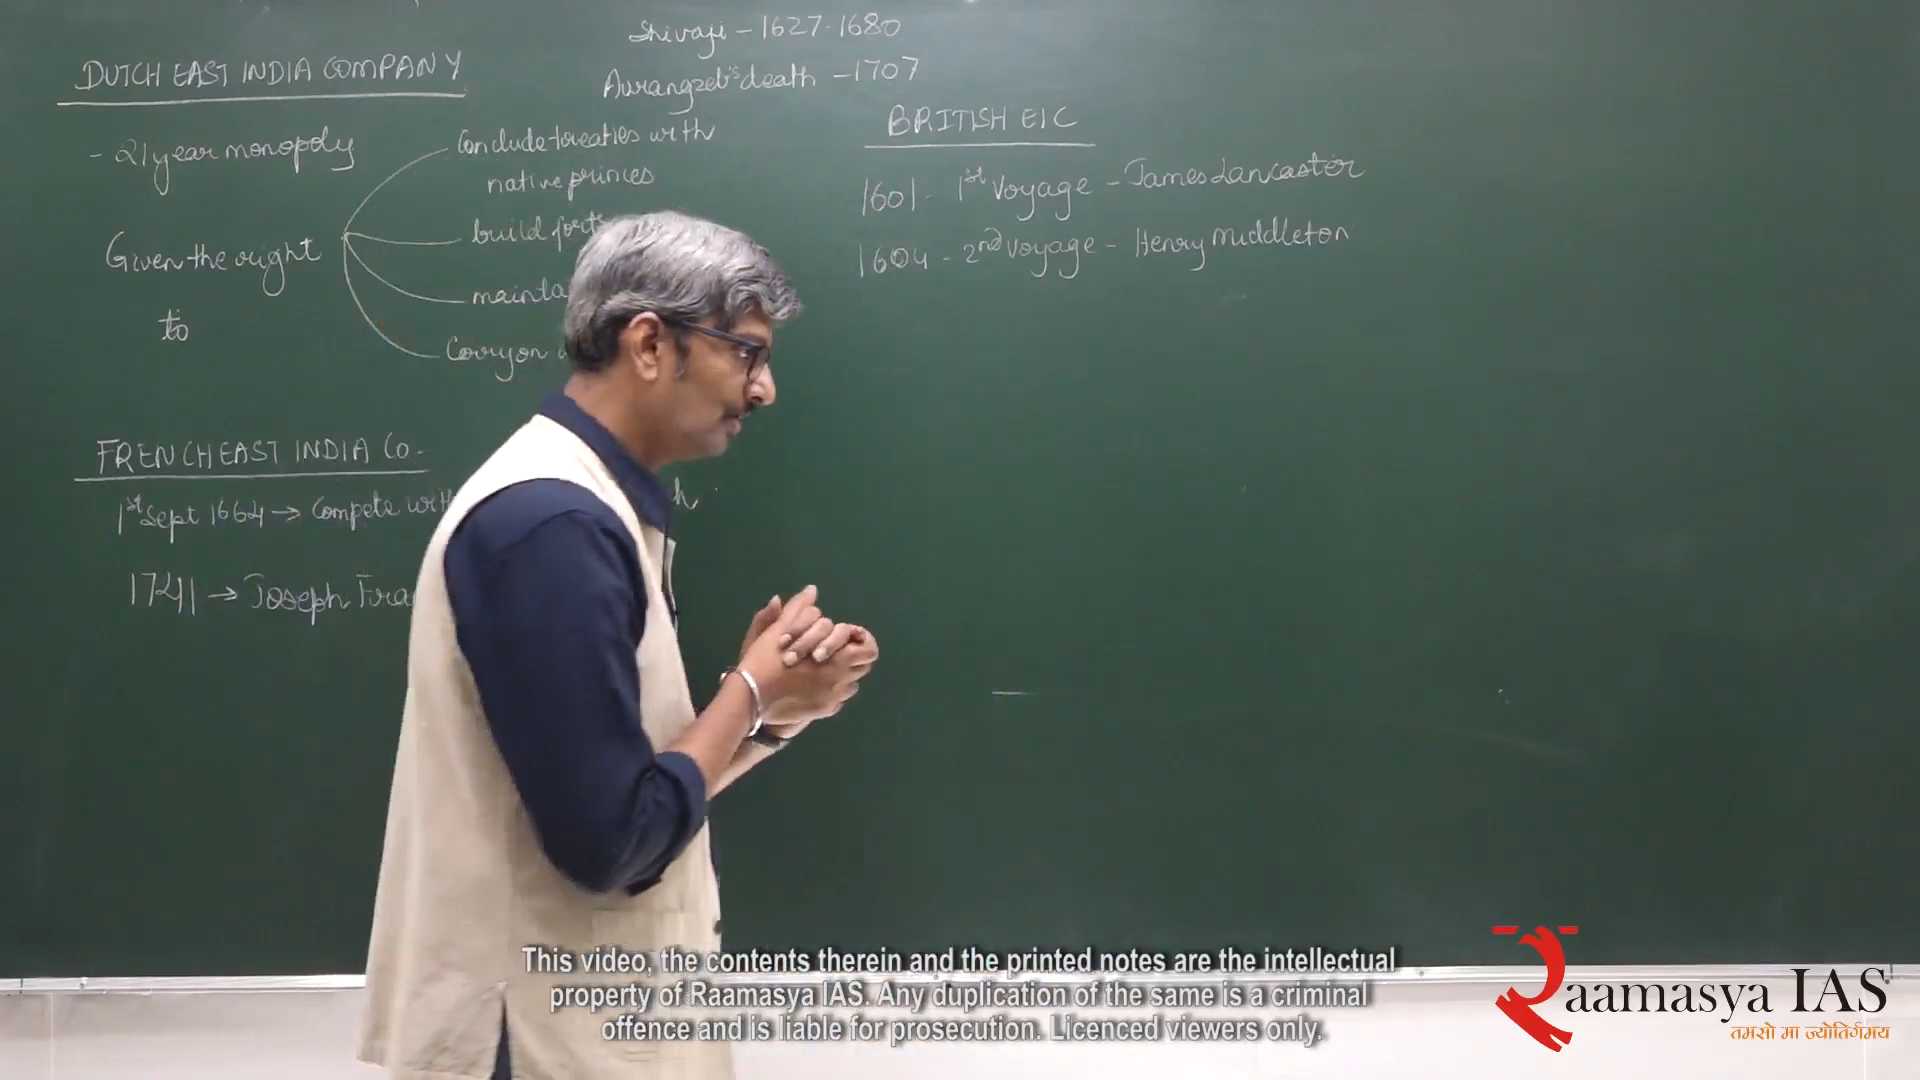 Shivaji - 1627-1680
Aurangzeb's death - 1707
DUTCH EAST INDIA COMPANY
- 21 year monopoly
Given the right
to
Conclude treaties with
native princes
build forts
Carry on
FRENCH EAST INDIA CO.
1st Sept 1664 → Compete with
1741 → Joseph
BRITISH EIC
1601 - 1st Voyage - James Lancaster
1604 - 2nd Voyage - Henry Middleton
This video, the contents therein and the printed notes are the intellectual
property of Raamasya IAS. Any duplication of the same is a criminal
offence and is liable for prosecution. Licenced viewers only.
Raamasya IAS
तमसो मा ज्योतिर्गमय